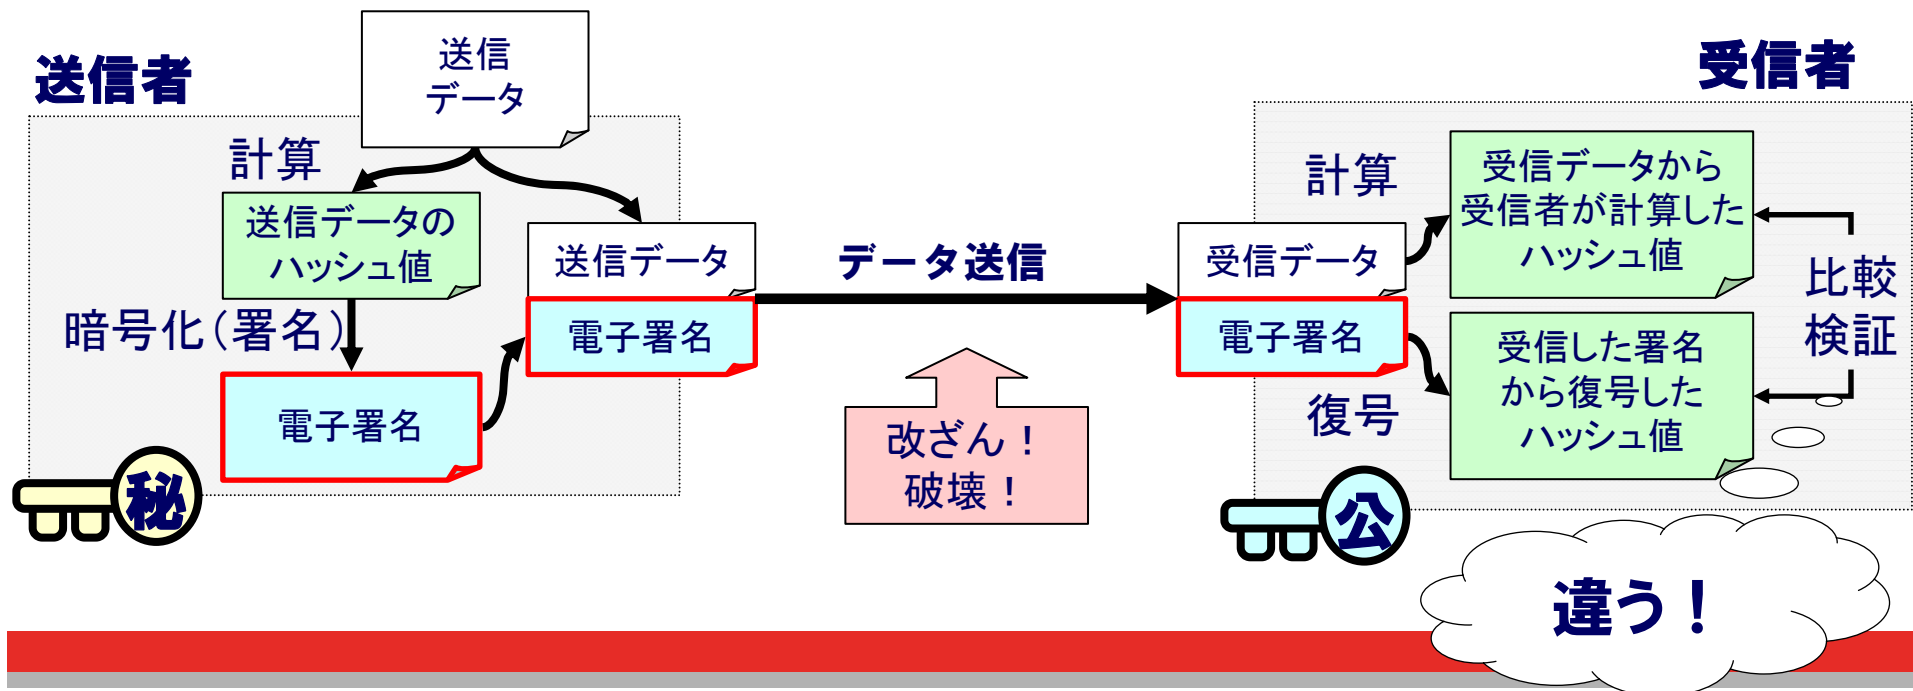 送信者
送信
データ
計算
送信データの
ハッシュ値
暗号化(署名)
電子署名
秘
送信データ
電子署名
データ送信
改ざん!
破壊!
受信者
受信データ
電子署名
計算
受信データから
受信者が計算した
ハッシュ値
復号
受信した署名
から復号した
ハッシュ値
比較
検証
公
違う!